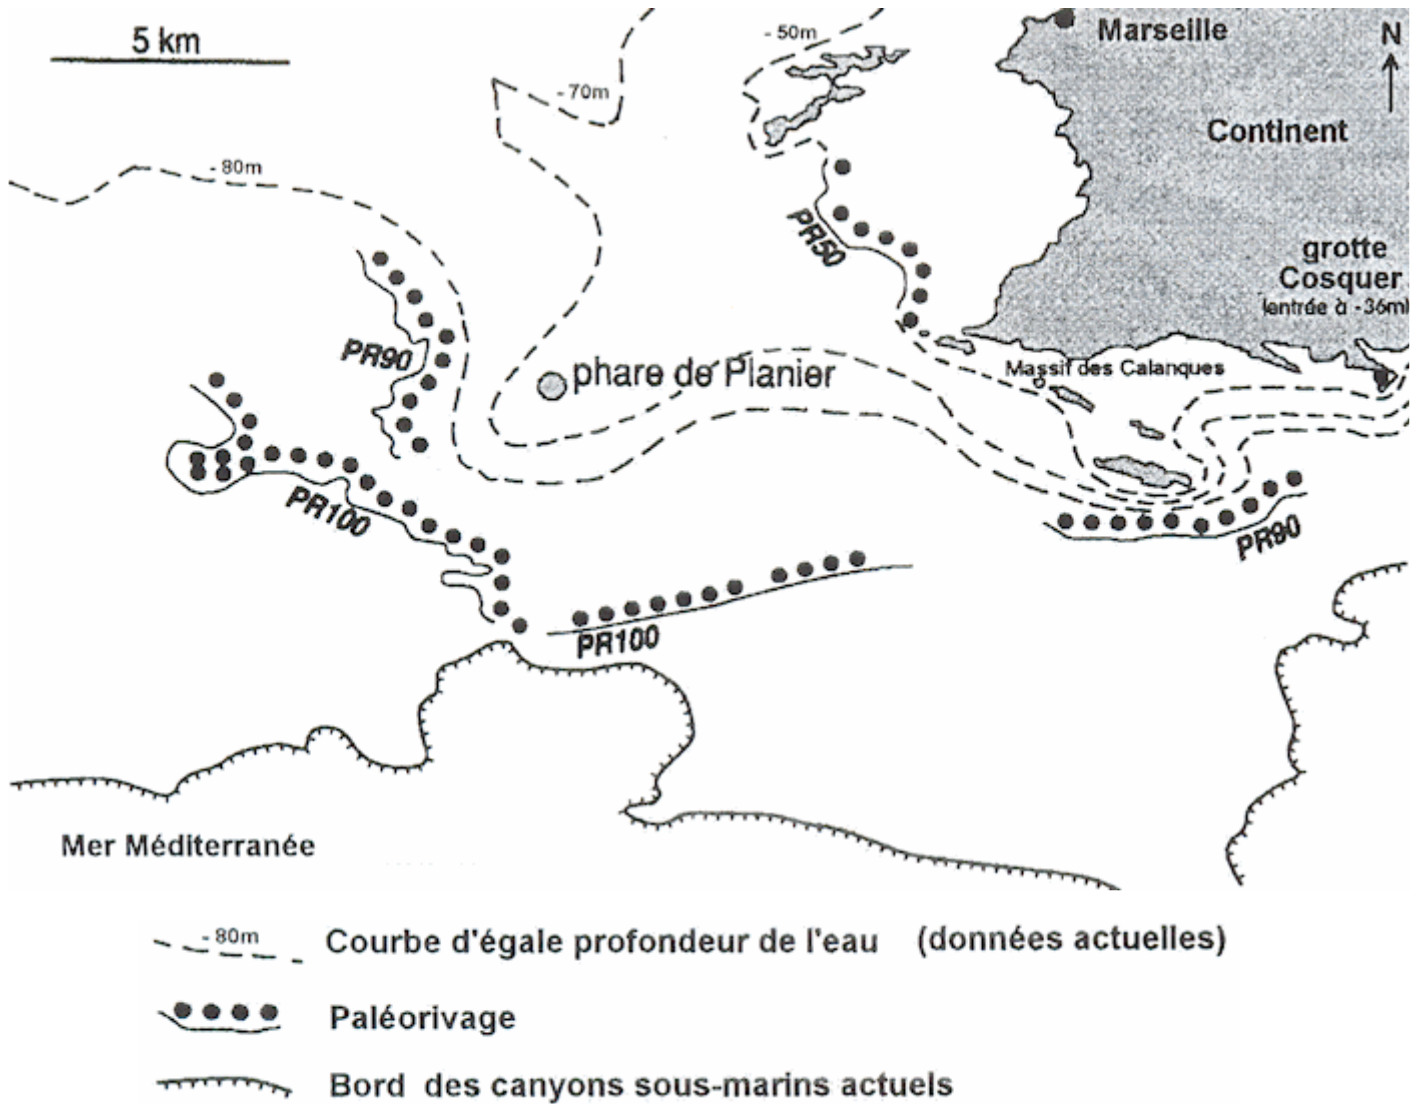 5 km
- 50m
Marseille
N
- 70m
Continent
- 80m
PR50
grotte
Cosquer
(entrée à -36m)
PR90
phare de Planier
Massif des Calanques
PR100
PR90
PR100
Mer Méditerranée
- 80m
Courbe d'égale profondeur de l'eau (données actuelles)
Paléorivage
Bord des canyons sous-marins actuels